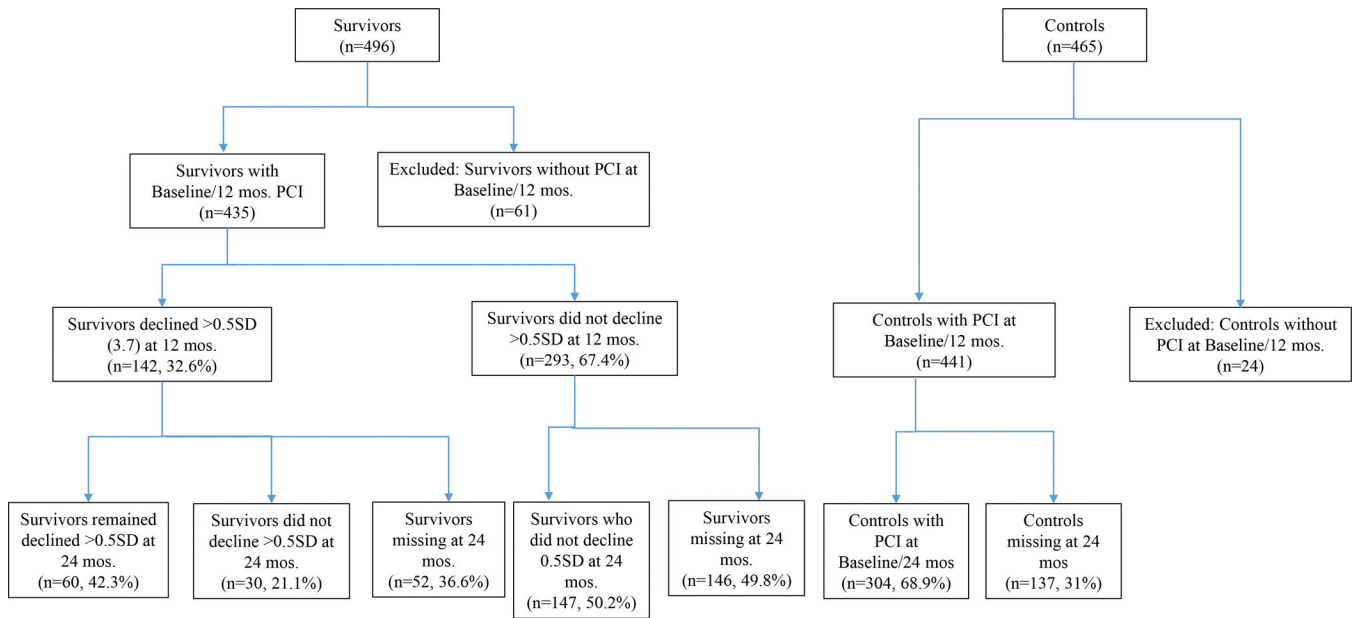 Survivors
(n=496)
Controls
(n=465)
Survivors with
Baseline/12 mos. PCI
(n=435)
Excluded: Survivors without PCI at
Baseline/12 mos.
(n=61)
Survivors declined >0.5SD
(3.7) at 12 mos.
(n=142, 32.6%)
Survivors did not decline
>0.5SD at 12 mos.
(n=293, 67.4%)
Controls with PCI at
Baseline/12 mos.
(n=441)
Excluded: Controls without
PCI at Baseline/12 mos.
(n=24)
Survivors remained
declined >0.5SD at
24 mos.
(n=60, 42.3%)
Survivors did not
decline >0.5SD at
24 mos.
(n=30, 21.1%)
Survivors
missing at 24
mos.
(n=52, 36.6%)
Survivors who
did not decline
0.5SD at 24
mos.
(n=147, 50.2%)
Survivors
missing at 24
mos.
(n=146, 49.8%)
Controls with
PCI at
Baseline/24 mos
(n=304, 68.9%)
Controls
missing at 24
mos
(n=137, 31%)